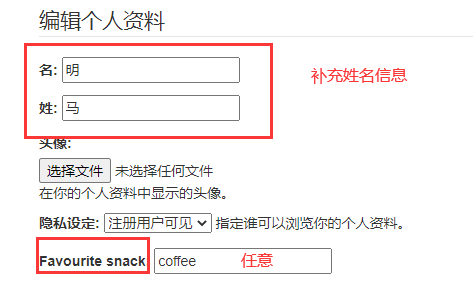 编辑个人资料
名: 明
补充姓名信息
姓: 马
头像:
选择文件 未选择任何文件
在你的个人资料中显示的头像。
隐私设定: 注册用户可见 指定谁可以浏览你的个人资料。
Favourite snack coffee 任意